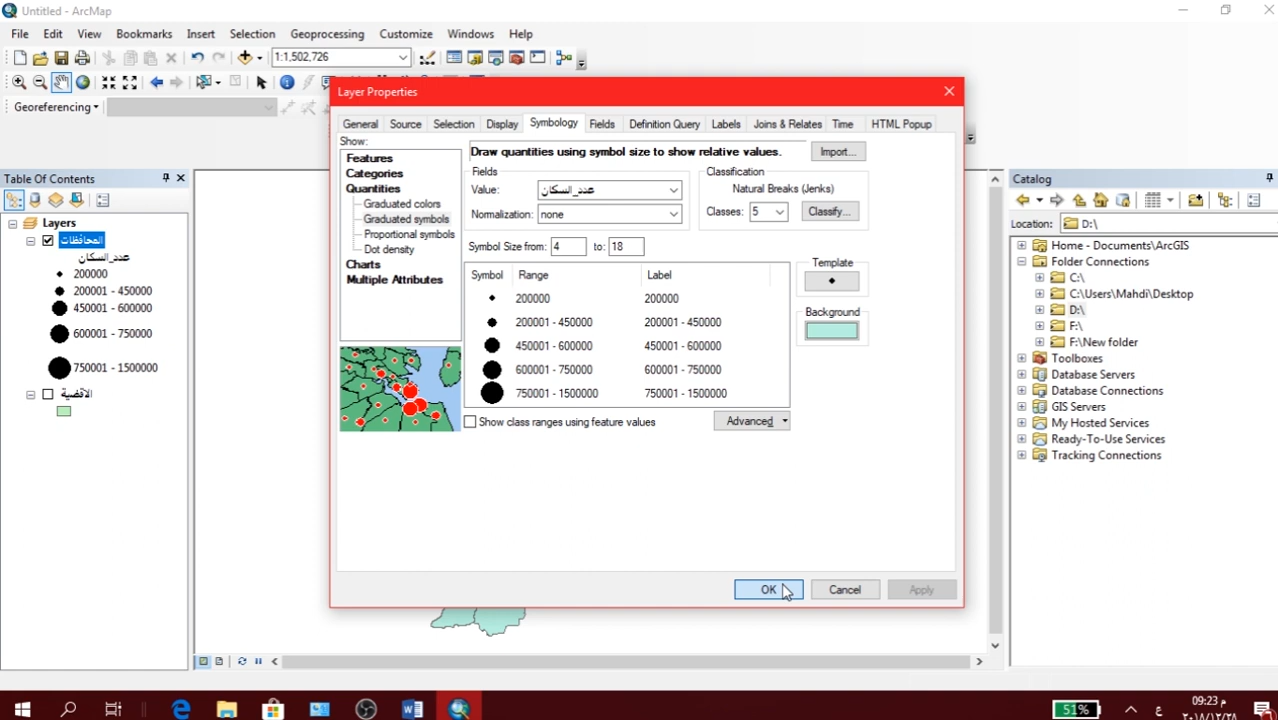 Untitled - ArcMap
File Edit View Bookmarks Insert Selection Geoprocessing Customize Windows Help
1:1,502,726
Georeferencing
Table Of Contents
Layers
المحافظات
عدد_السكان
200000
200001 - 450000
450001 - 600000
600001 - 750000
750001 - 1500000
الأقضية
Layer Properties
General Source Selection Display Symbology Fields Definition Query Labels Joins & Relates Time HTML Popup
Show:
Features
Categories
Quantities
Graduated colors
Graduated symbols
Proportional symbols
Dot density
Charts
Multiple Attributes
Draw quantities using symbol size to show relative values.
Import...
Fields
Value: عدد_السكان
Normalization: none
Classification
Natural Breaks (Jenks)
Classes: 5 Classify...
Symbol Size from: 4 to: 18
Symbol Range Label
200000 200000
200001 - 450000 200001 - 450000
450001 - 600000 450001 - 600000
600001 - 750000 600001 - 750000
750001 - 1500000 750001 - 1500000
Template
Background
Show class ranges using feature values
Advanced
OK Cancel Apply
Catalog
Location: D:\
Home - Documents\ArcGIS
Folder Connections
C:\
C:\Users\Mahdi\Desktop
D:\
F:\
F:\New folder
Toolboxes
Database Servers
Database Connections
GIS Servers
My Hosted Services
Ready-To-Use Services
Tracking Connections
51%
ع
09:23 م